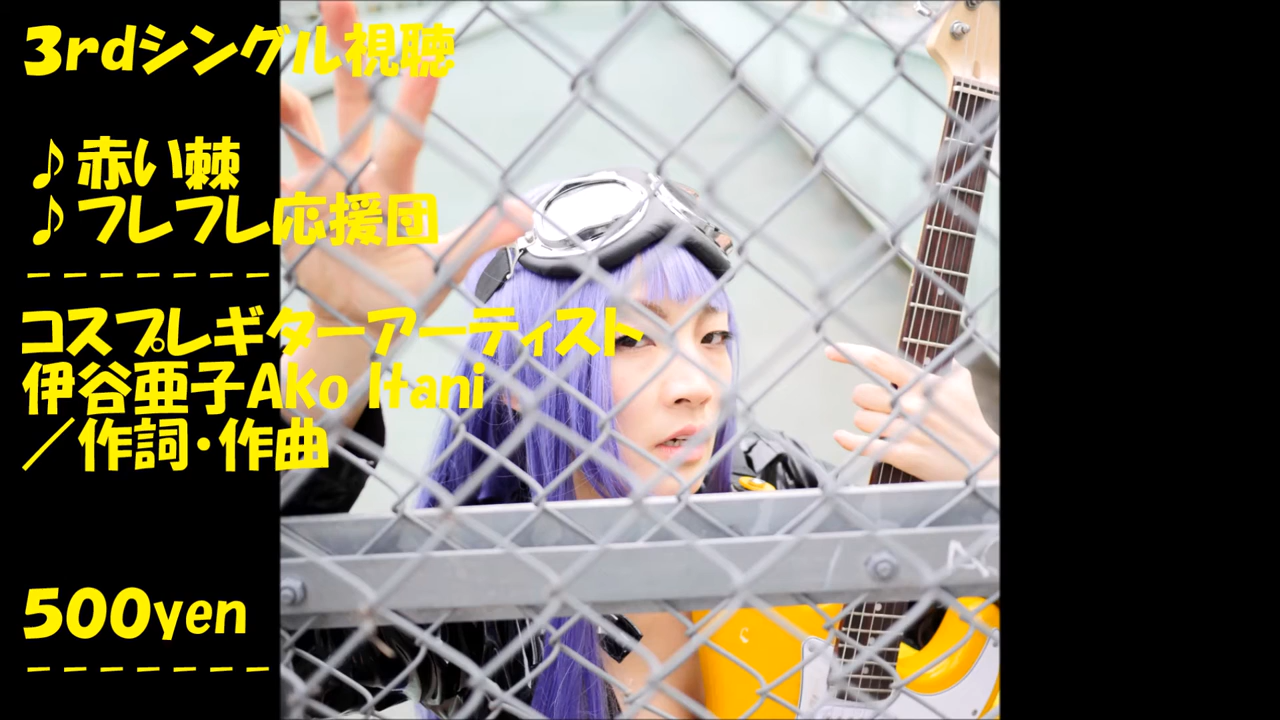 3rdシングル視聴
♪赤い棘
♪フレフレ応援団
－－－－－－－
コスプレギターアーティスト
伊谷亜子Ako Itani
／作詞・作曲
500yen
－－－－－－－